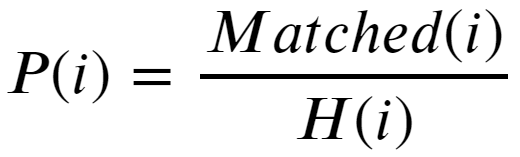 P(i) = Matched(i) / H(i)